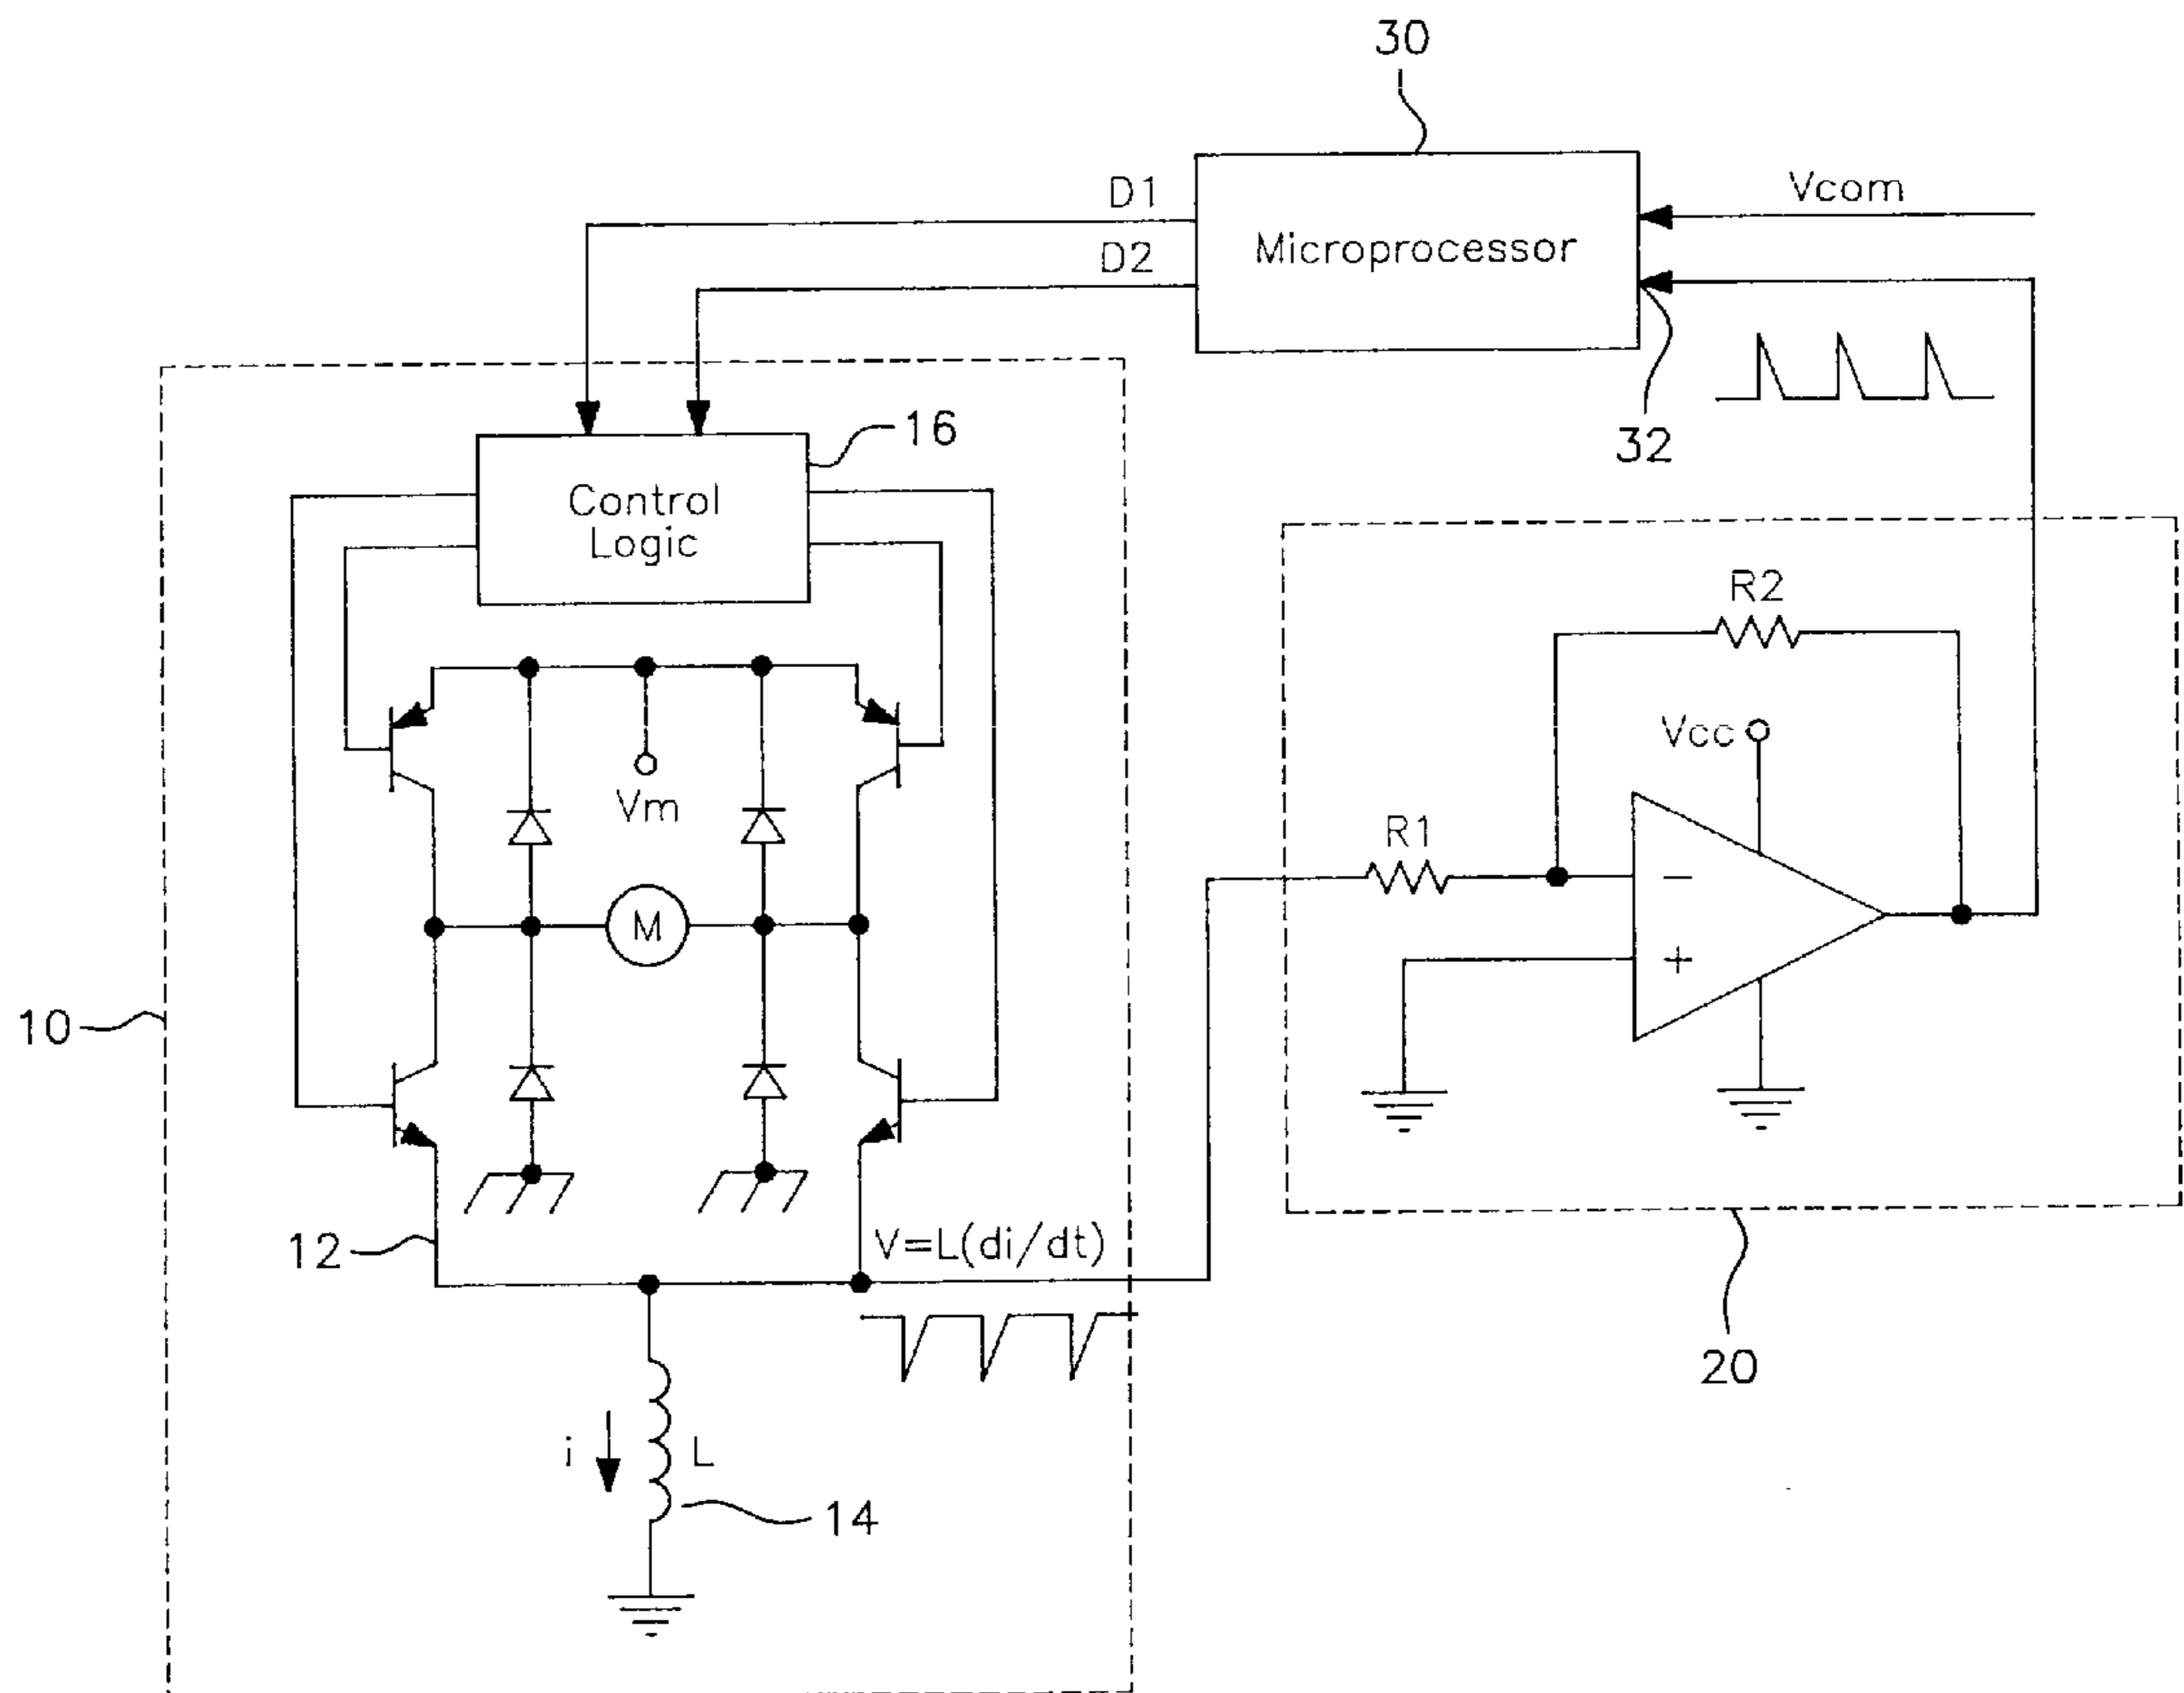 30
D1
Vcom
D2
Microprocessor
16
32
Control
Logic
R2
Vcc
Vm
R1
M
−
+
10
12
V=L(di/dt)
20
i
L
14